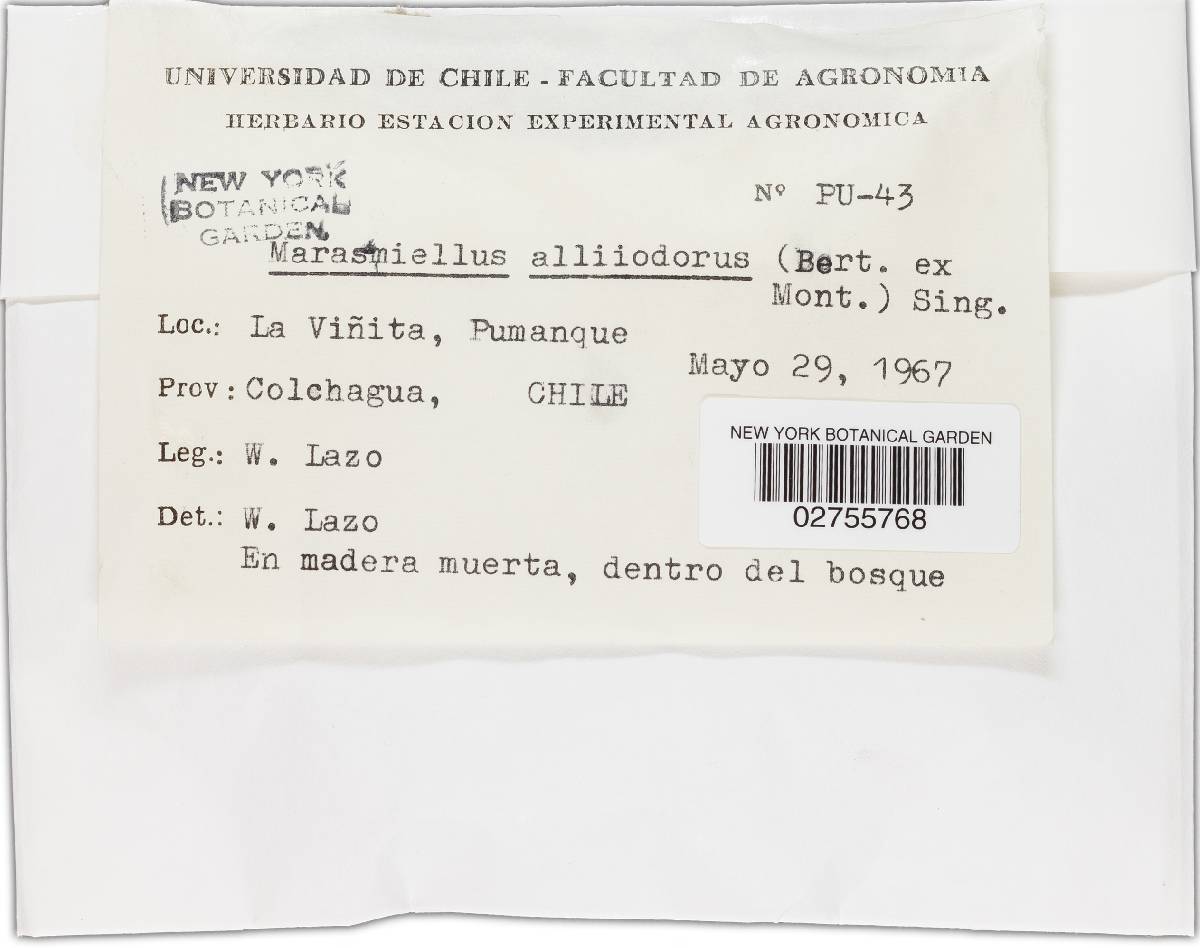 UNIVERSIDAD DE CHILE - FACULTAD DE AGRONOMIA
HERBARIO ESTACION EXPERIMENTAL AGRONOMICA
NEW YORK
BOTANICAL
GARDEN
Nº PU-43
Marasmiellus alliiodorus (Bert. ex
Mont.) Sing.
Loc.: La Viñita, Pumanque
Mayo 29, 1967
Prov: Colchagua, CHILE
NEW YORK BOTANICAL GARDEN
02755768
Leg.: W. Lazo
Det.: W. Lazo
En madera muerta, dentro del bosque